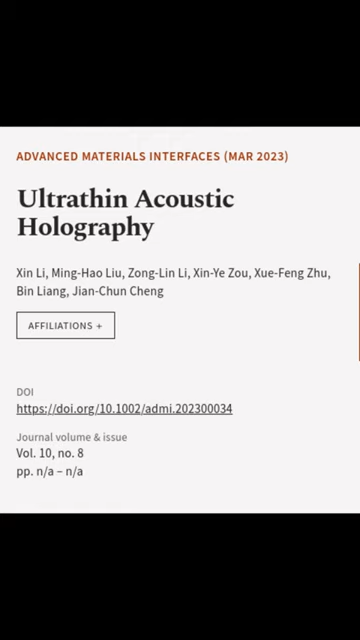 ADVANCED MATERIALS INTERFACES (MAR 2023)
Ultrathin Acoustic
Holography
Xin Li, Ming-Hao Liu, Zong-Lin Li, Xin-Ye Zou, Xue-Feng Zhu,
Bin Liang, Jian-Chun Cheng
AFFILIATIONS +
DOI
https://doi.org/10.1002/admi.202300034
Journal volume & issue
Vol. 10, no. 8
pp. n/a – n/a